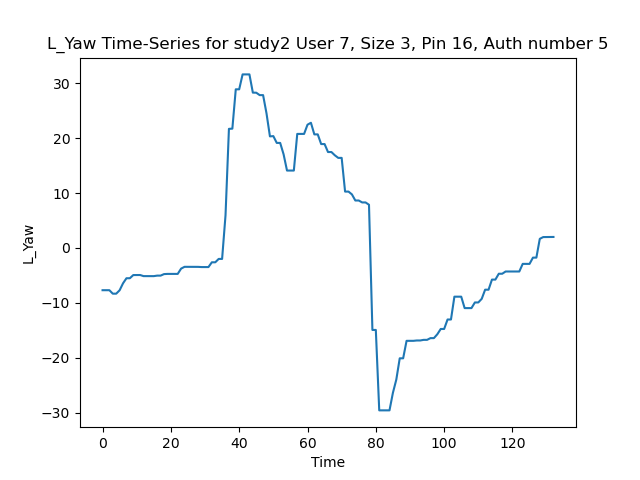 L_Yaw Time-Series for study2 User 7, Size 3, Pin 16, Auth number 5
30
20
10
0
−10
−20
−30
L_Yaw
0 20 40 60 80 100 120
Time